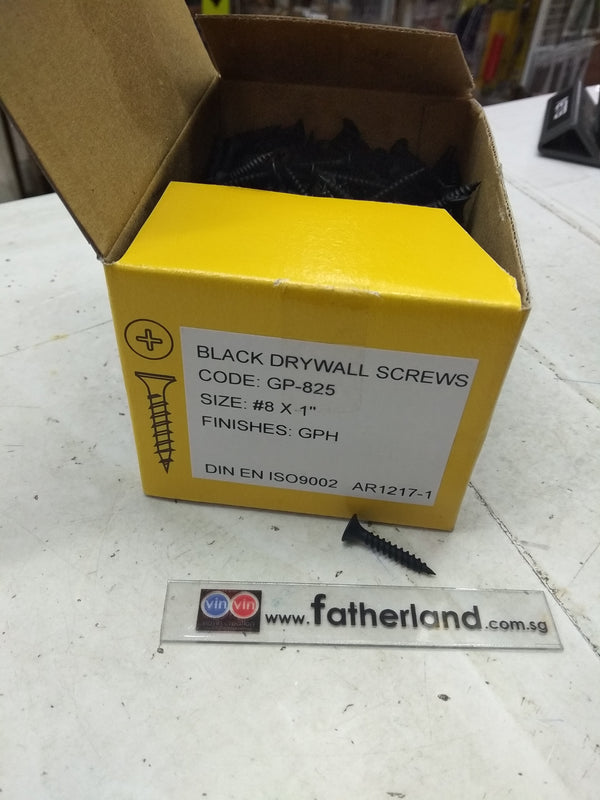 BLACK DRYWALL SCREWS
CODE: GP-825
SIZE: #8 X 1"
FINISHES: GPH
DIN EN ISO9002 AR1217-1
vin vin www.fatherland.com.sg